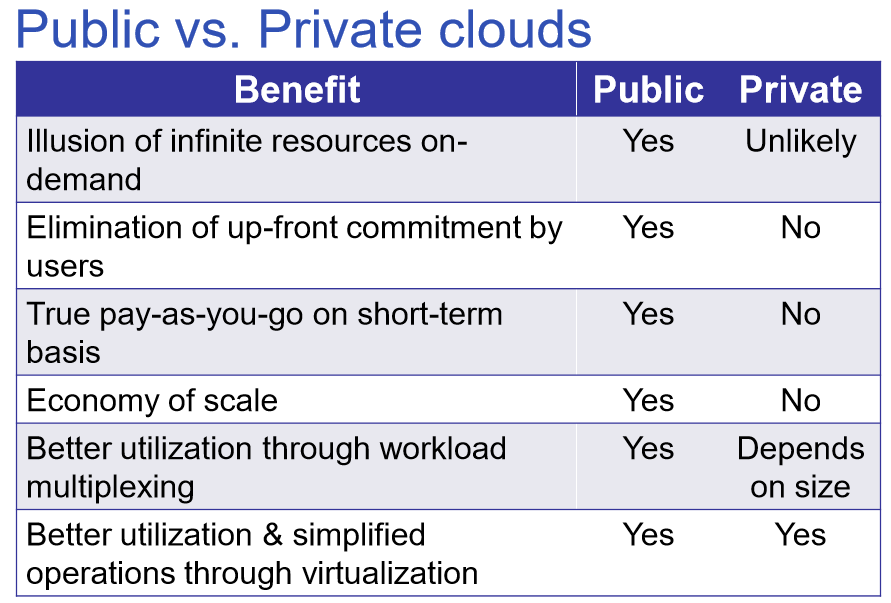 Public vs. Private clouds
Benefit Public Private
Illusion of infinite resources on- Yes Unlikely
demand
Elimination of up-front commitment by Yes No
users
True pay-as-you-go on short-term Yes No
basis
Economy of scale Yes No
Better utilization through workload Yes Depends
multiplexing on size
Better utilization & simplified Yes Yes
operations through virtualization